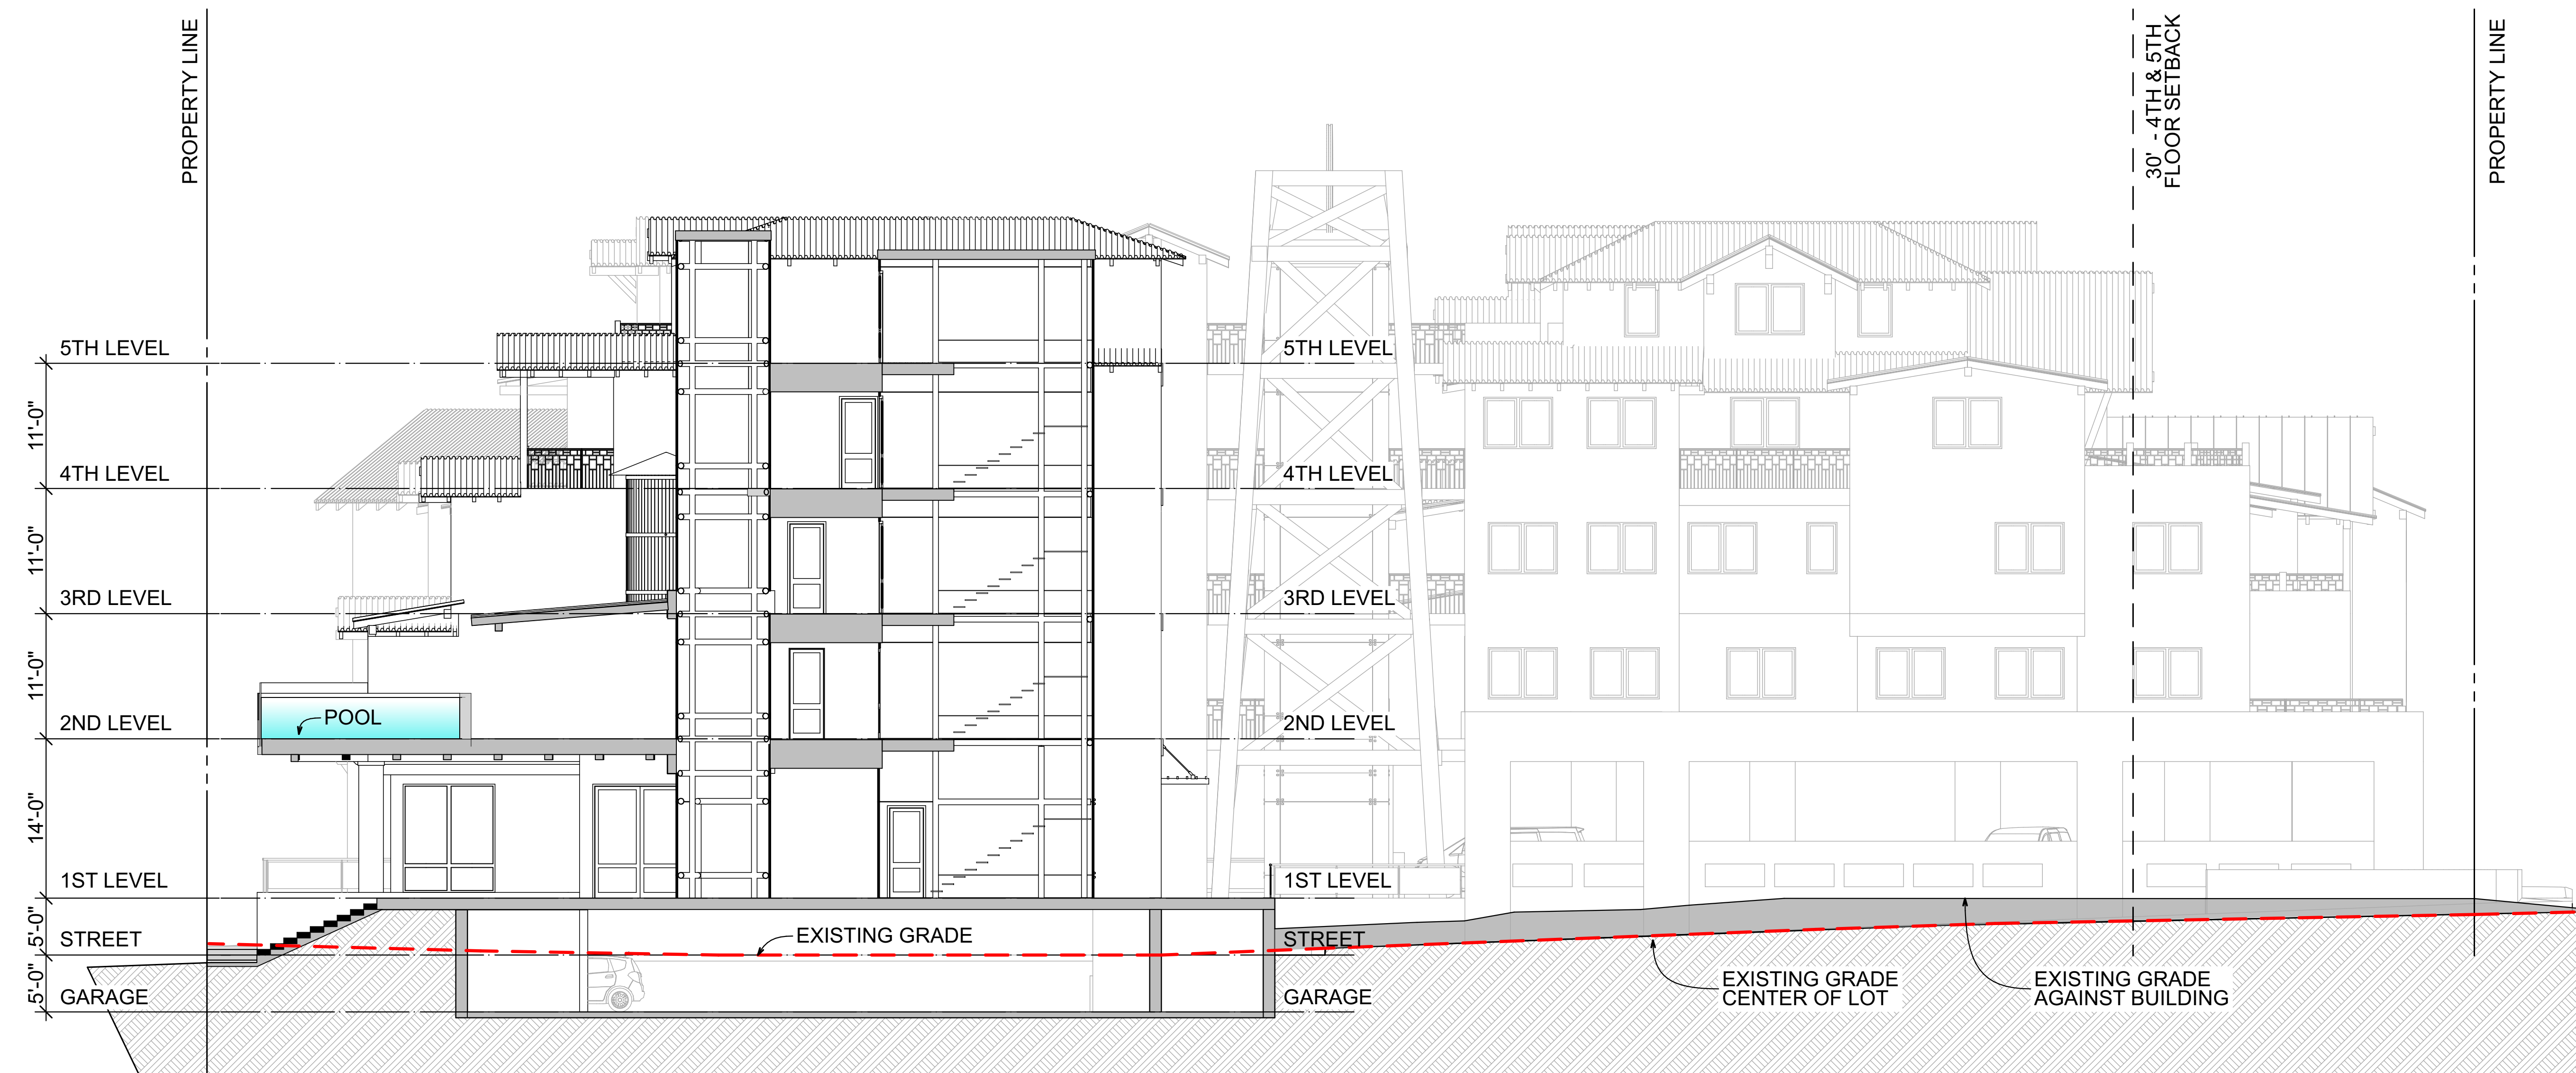 PROPERTY LINE
30' - 4TH & 5TH
FLOOR SETBACK
PROPERTY LINE
5TH LEVEL
5TH LEVEL
11'-0"
4TH LEVEL
4TH LEVEL
11'-0"
3RD LEVEL
3RD LEVEL
11'-0"
POOL
2ND LEVEL
2ND LEVEL
14'-0"
1ST LEVEL
1ST LEVEL
5'-0"
STREET
EXISTING GRADE
STREET
5'-0"
GARAGE
GARAGE
EXISTING GRADE
CENTER OF LOT
EXISTING GRADE
AGAINST BUILDING